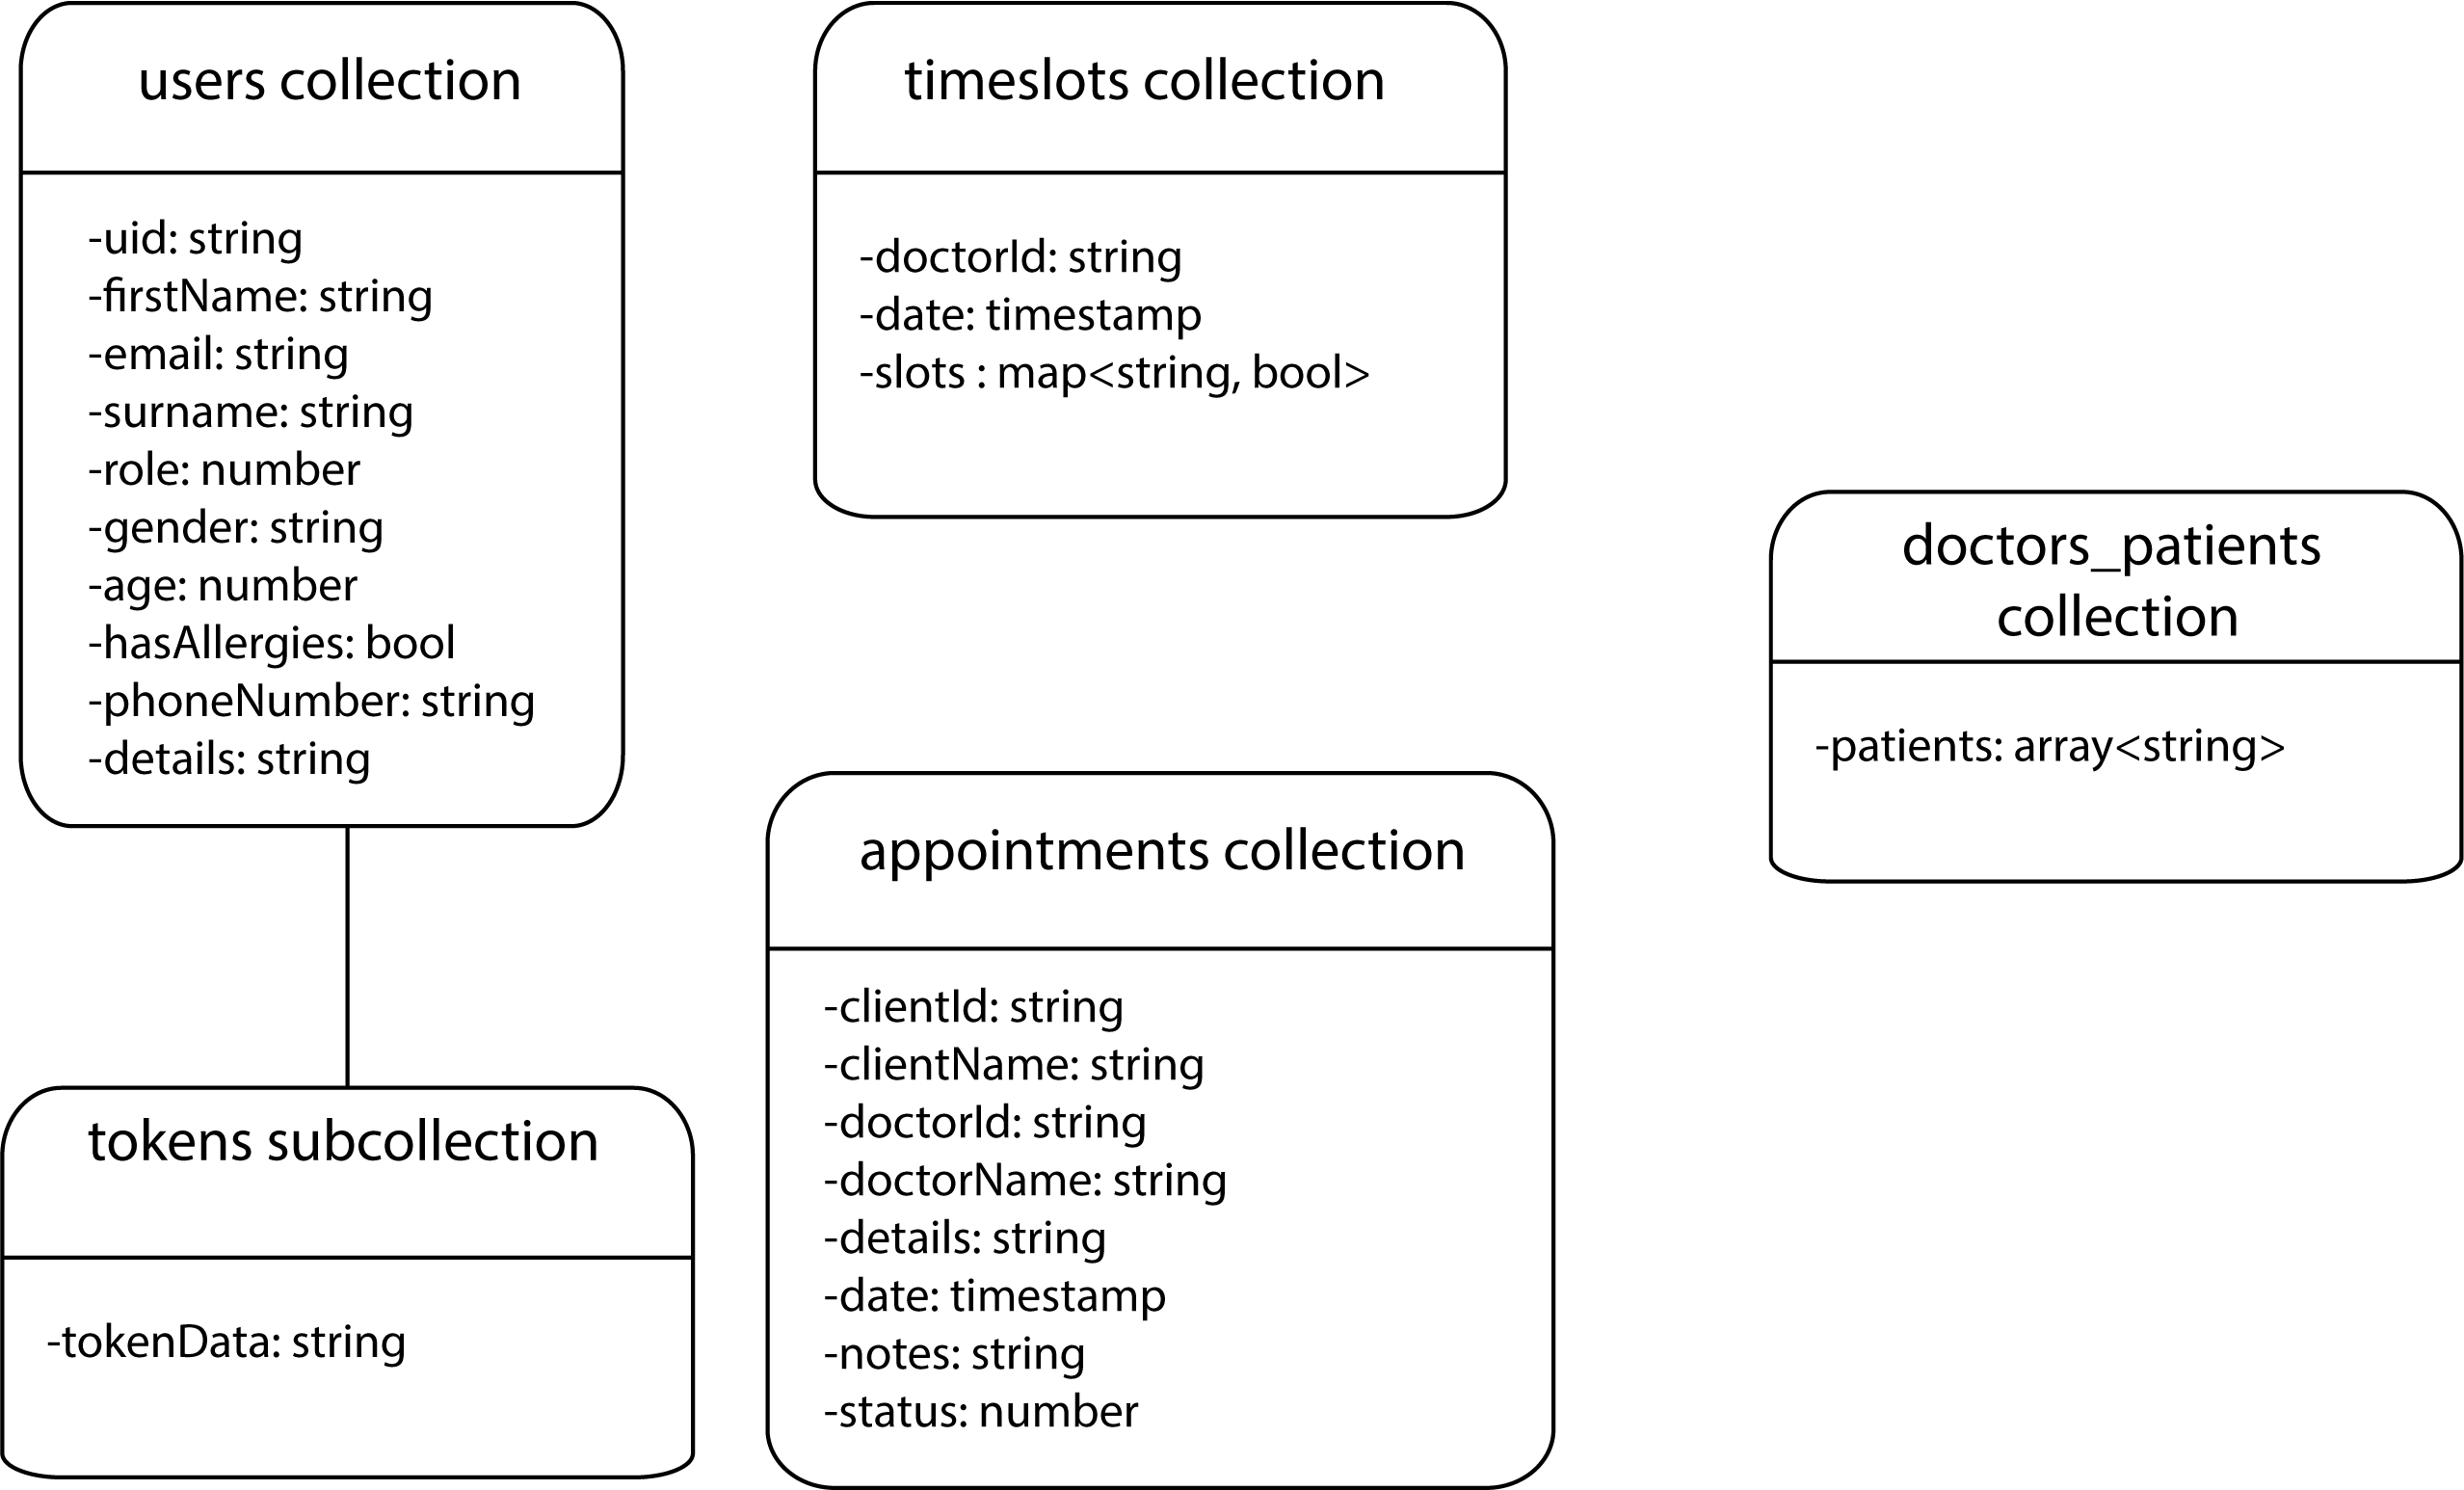 users collection
-uid: string
-firstName: string
-email: string
-surname: string
-role: number
-gender: string
-age: number
-hasAllergies: bool
-phoneNumber: string
-details: string
tokens subcollection
-tokenData: string
timeslots collection
-doctorId: string
-date: timestamp
-slots : map<string, bool>
appointments collection
-clientId: string
-clientName: string
-doctorId: string
-doctorName: string
-details: string
-date: timestamp
-notes: string
-status: number
doctors_patients
collection
-patients: array<string>